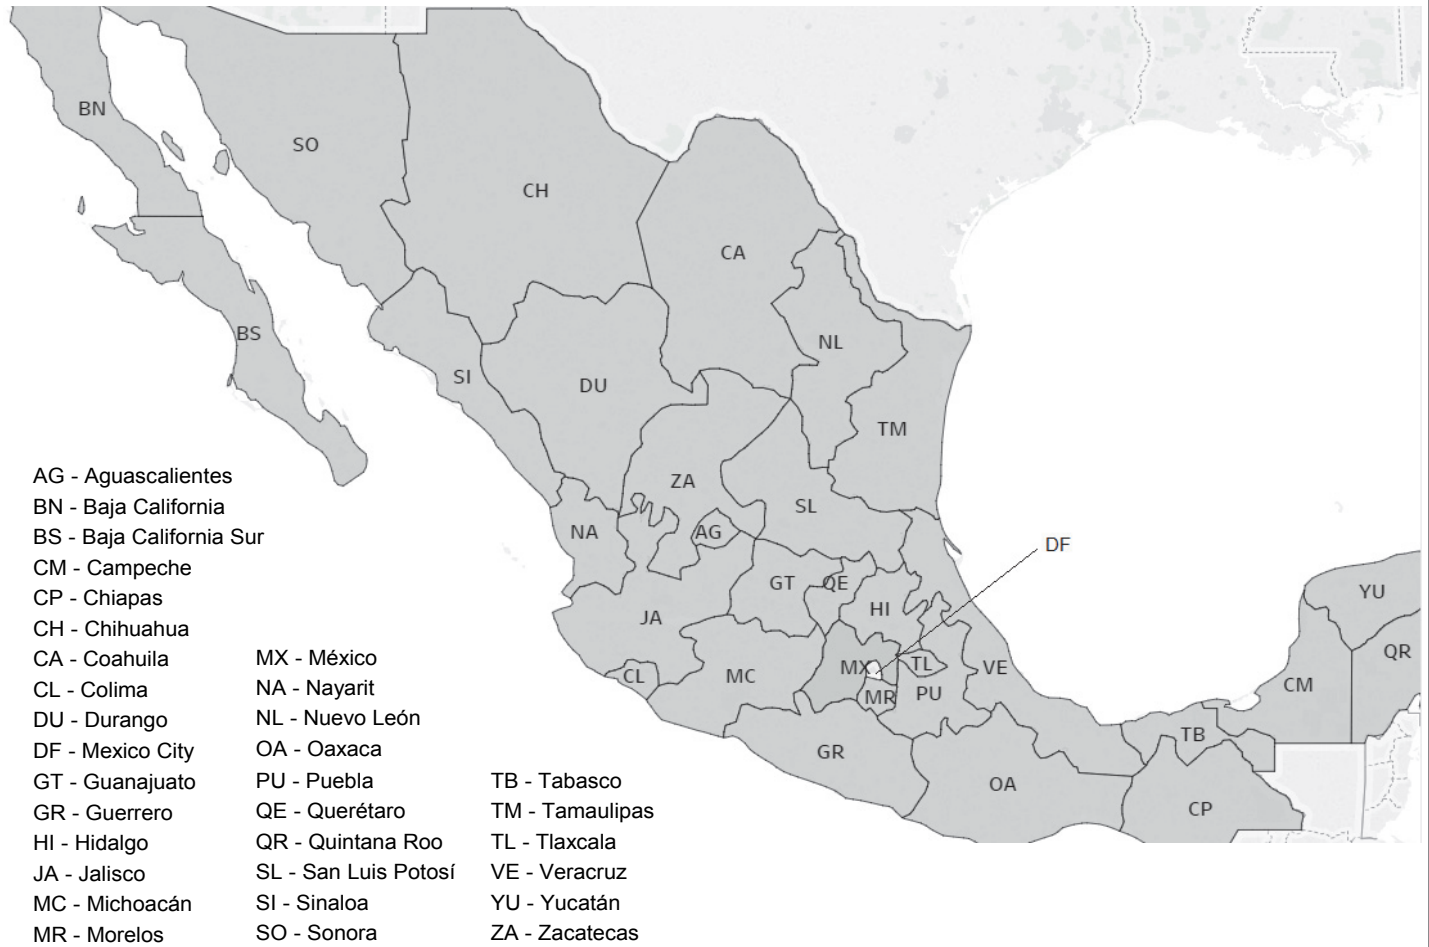 BN
SO
CH
CA
BS
NL
SI
DU
TM
ZA
SL
NA
AG
DF
GT
QE
YU
HI
JA
QR
MX
TL
VE
CL
MC
CM
MR
PU
TB
GR
OA
CP
AG - Aguascalientes
BN - Baja California
BS - Baja California Sur
CM - Campeche
CP - Chiapas
CH - Chihuahua
CA - Coahuila
CL - Colima
DU - Durango
DF - Mexico City
GT - Guanajuato
GR - Guerrero
HI - Hidalgo
JA - Jalisco
MC - Michoacán
MR - Morelos
MX - México
NA - Nayarit
NL - Nuevo León
OA - Oaxaca
PU - Puebla
QE - Querétaro
QR - Quintana Roo
SL - San Luis Potosí
SI - Sinaloa
SO - Sonora
TB - Tabasco
TM - Tamaulipas
TL - Tlaxcala
VE - Veracruz
YU - Yucatán
ZA - Zacatecas